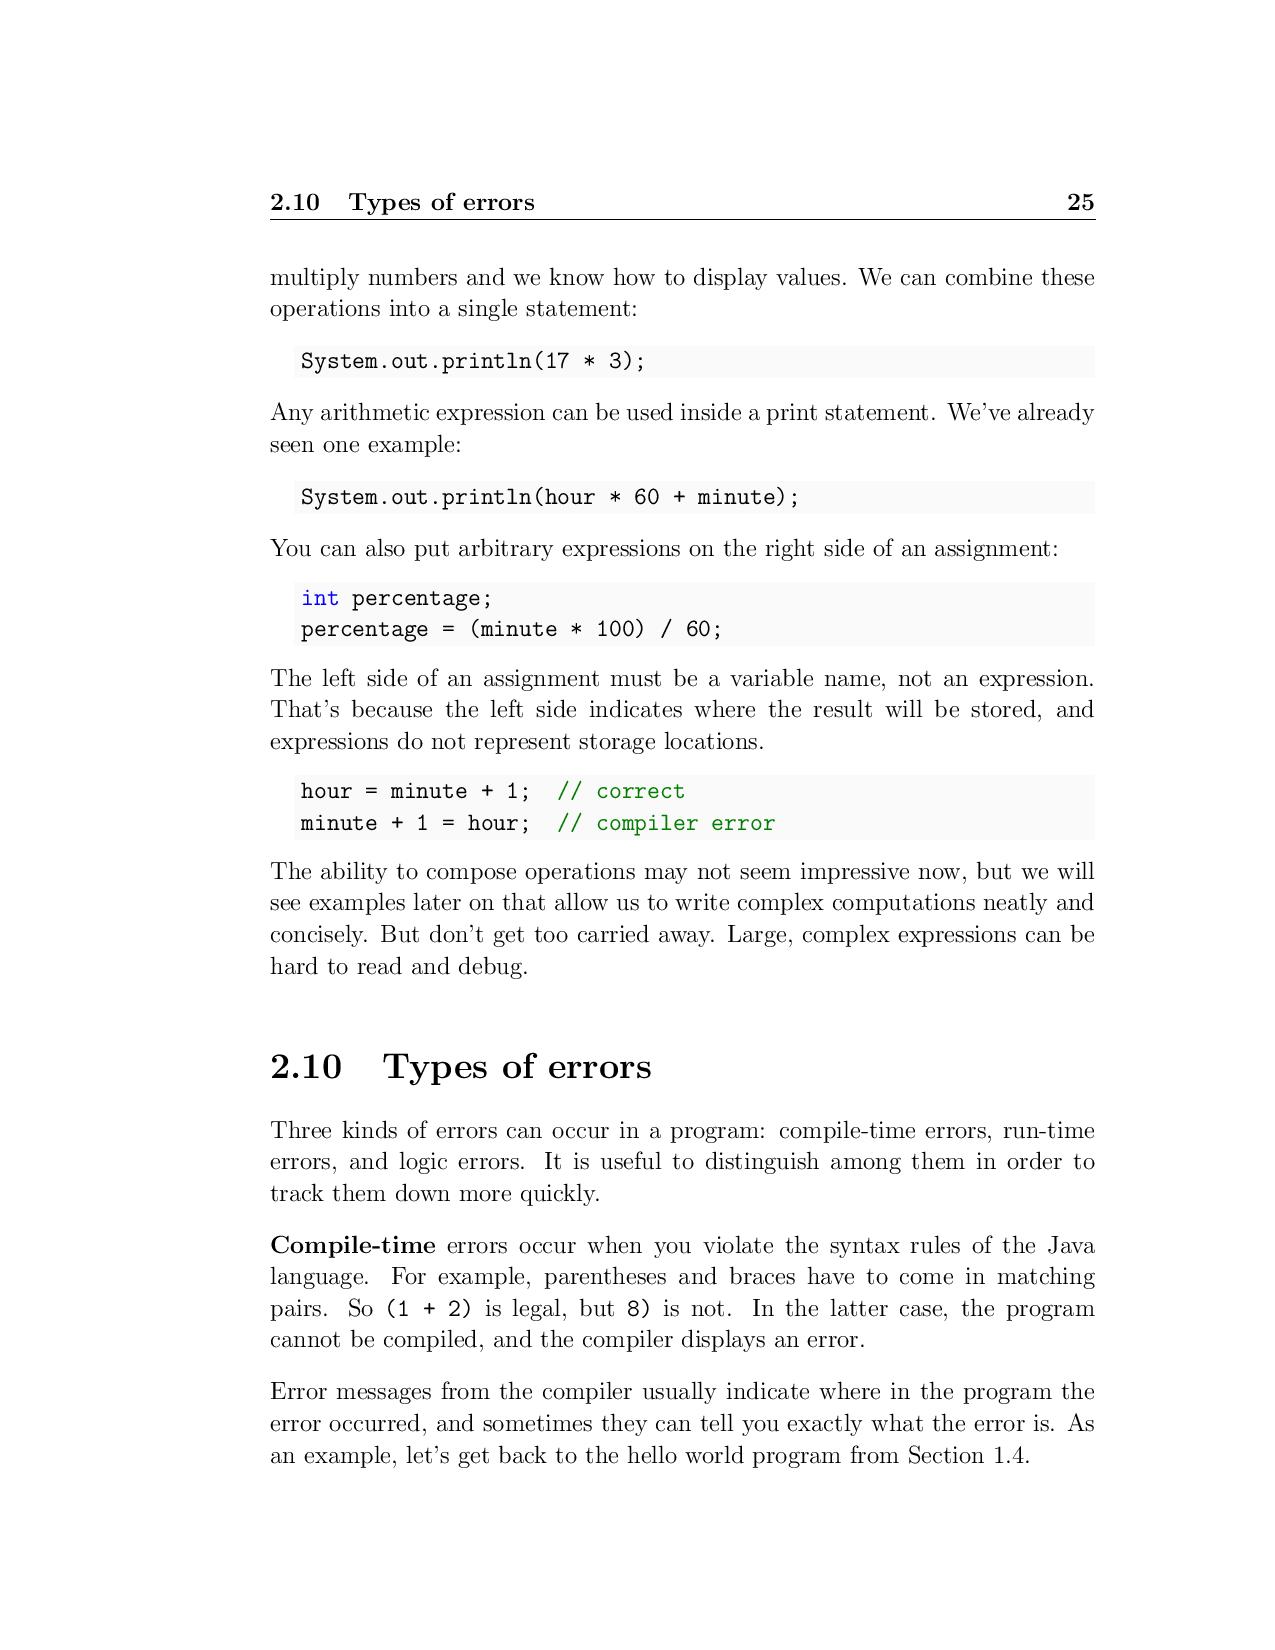 2.10 Types of errors 25
multiply numbers and we know how to display values. We can combine these
operations into a single statement:
System.out.println(17 * 3);
Any arithmetic expression can be used inside a print statement. We've already
seen one example:
System.out.println(hour * 60 + minute);
You can also put arbitrary expressions on the right side of an assignment:
int percentage;
percentage = (minute * 100) / 60;
The left side of an assignment must be a variable name, not an expression.
That's because the left side indicates where the result will be stored, and
expressions do not represent storage locations.
hour = minute + 1; // correct
minute + 1 = hour; // compiler error
The ability to compose operations may not seem impressive now, but we will
see examples later on that allow us to write complex computations neatly and
concisely. But don't get too carried away. Large, complex expressions can be
hard to read and debug.
2.10 Types of errors
Three kinds of errors can occur in a program: compile-time errors, run-time
errors, and logic errors. It is useful to distinguish among them in order to
track them down more quickly.
Compile-time errors occur when you violate the syntax rules of the Java
language. For example, parentheses and braces have to come in matching
pairs. So (1 + 2) is legal, but 8) is not. In the latter case, the program
cannot be compiled, and the compiler displays an error.
Error messages from the compiler usually indicate where in the program the
error occurred, and sometimes they can tell you exactly what the error is. As
an example, let's get back to the hello world program from Section 1.4.